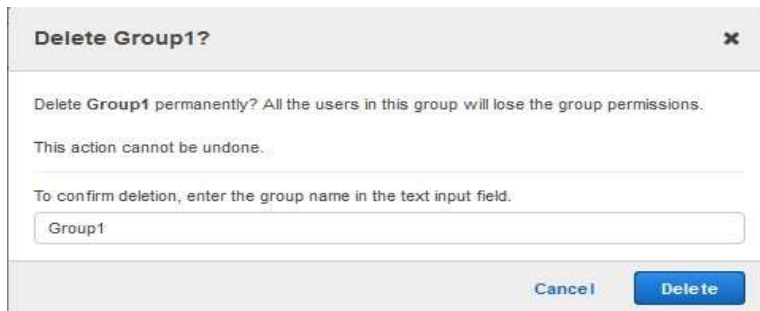 Delete Group1?
Delete Group1 permanently? All the users in this group will lose the group permissions.
This action cannot be undone.
To confirm deletion, enter the group name in the text input field.
Group1
Cancel Delete